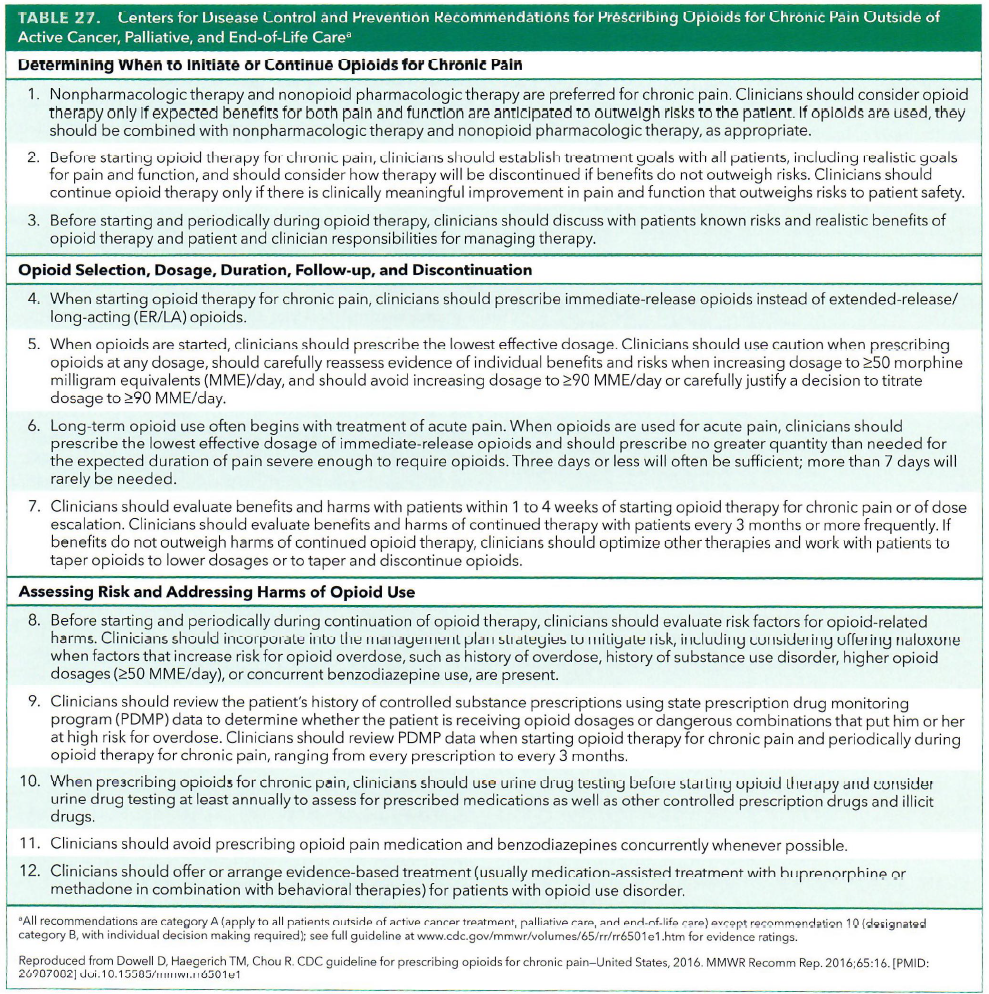 TABLE 27. Centers for Disease Control and Prevention Recommendations for Prescribing Opioids for Chronic Pain Outside of
Active Cancer, Palliative, and End-of-Life Careᵃ
Determining When to Initiate or Continue Opioids for Chronic Pain
1. Nonpharmacologic therapy and nonopioid pharmacologic therapy are preferred for chronic pain. Clinicians should consider opioid
therapy only if expected benefits for both pain and function are anticipated to outweigh risks to the patient. If opioids are used, they
should be combined with nonpharmacologic therapy and nonopioid pharmacologic therapy, as appropriate.
2. Before starting opioid therapy for chronic pain, clinicians should establish treatment goals with all patients, including realistic goals
for pain and function, and should consider how therapy will be discontinued if benefits do not outweigh risks. Clinicians should
continue opioid therapy only if there is clinically meaningful improvement in pain and function that outweighs risks to patient safety.
3. Before starting and periodically during opioid therapy, clinicians should discuss with patients known risks and realistic benefits of
opioid therapy and patient and clinician responsibilities for managing therapy.
Opioid Selection, Dosage, Duration, Follow-up, and Discontinuation
4. When starting opioid therapy for chronic pain, clinicians should prescribe immediate-release opioids instead of extended-release/
long-acting (ER/LA) opioids.
5. When opioids are started, clinicians should prescribe the lowest effective dosage. Clinicians should use caution when prescribing
opioids at any dosage, should carefully reassess evidence of individual benefits and risks when increasing dosage to ≥50 morphine
milligram equivalents (MME)/day, and should avoid increasing dosage to ≥90 MME/day or carefully justify a decision to titrate
dosage to ≥90 MME/day.
6. Long-term opioid use often begins with treatment of acute pain. When opioids are used for acute pain, clinicians should
prescribe the lowest effective dosage of immediate-release opioids and should prescribe no greater quantity than needed for
the expected duration of pain severe enough to require opioids. Three days or less will often be sufficient; more than 7 days will
rarely be needed.
7. Clinicians should evaluate benefits and harms with patients within 1 to 4 weeks of starting opioid therapy for chronic pain or of dose
escalation. Clinicians should evaluate benefits and harms of continued therapy with patients every 3 months or more frequently. If
benefits do not outweigh harms of continued opioid therapy, clinicians should optimize other therapies and work with patients to
taper opioids to lower dosages or to taper and discontinue opioids.
Assessing Risk and Addressing Harms of Opioid Use
8. Before starting and periodically during continuation of opioid therapy, clinicians should evaluate risk factors for opioid-related
harms. Clinicians should incorporate into the management plan strategies to mitigate risk, including considering offering naloxone
when factors that increase risk for opioid overdose, such as history of overdose, history of substance use disorder, higher opioid
dosages (≥50 MME/day), or concurrent benzodiazepine use, are present.
9. Clinicians should review the patient's history of controlled substance prescriptions using state prescription drug monitoring
program (PDMP) data to determine whether the patient is receiving opioid dosages or dangerous combinations that put him or her
at high risk for overdose. Clinicians should review PDMP data when starting opioid therapy for chronic pain and periodically during
opioid therapy for chronic pain, ranging from every prescription to every 3 months.
10. When prescribing opioids for chronic pain, clinicians should use urine drug testing before starting opioid therapy and consider
urine drug testing at least annually to assess for prescribed medications as well as other controlled prescription drugs and illicit
drugs.
11. Clinicians should avoid prescribing opioid pain medication and benzodiazepines concurrently whenever possible.
12. Clinicians should offer or arrange evidence-based treatment (usually medication-assisted treatment with buprenorphine or
methadone in combination with behavioral therapies) for patients with opioid use disorder.
ᵃAll recommendations are category A (apply to all patients outside of active cancer treatment, palliative care, and end-of-life care) except recommendation 10 (designated
category B, with individual decision making required); see full guideline at www.cdc.gov/mmwr/volumes/65/rr/rr6501e1.htm for evidence ratings.
Reproduced from Dowell D, Haegerich TM, Chou R. CDC guideline for prescribing opioids for chronic pain—United States, 2016. MMWR Recomm Rep. 2016;65:16. [PMID:
26987082] doi:10.15585/mmwr.rr6501e1